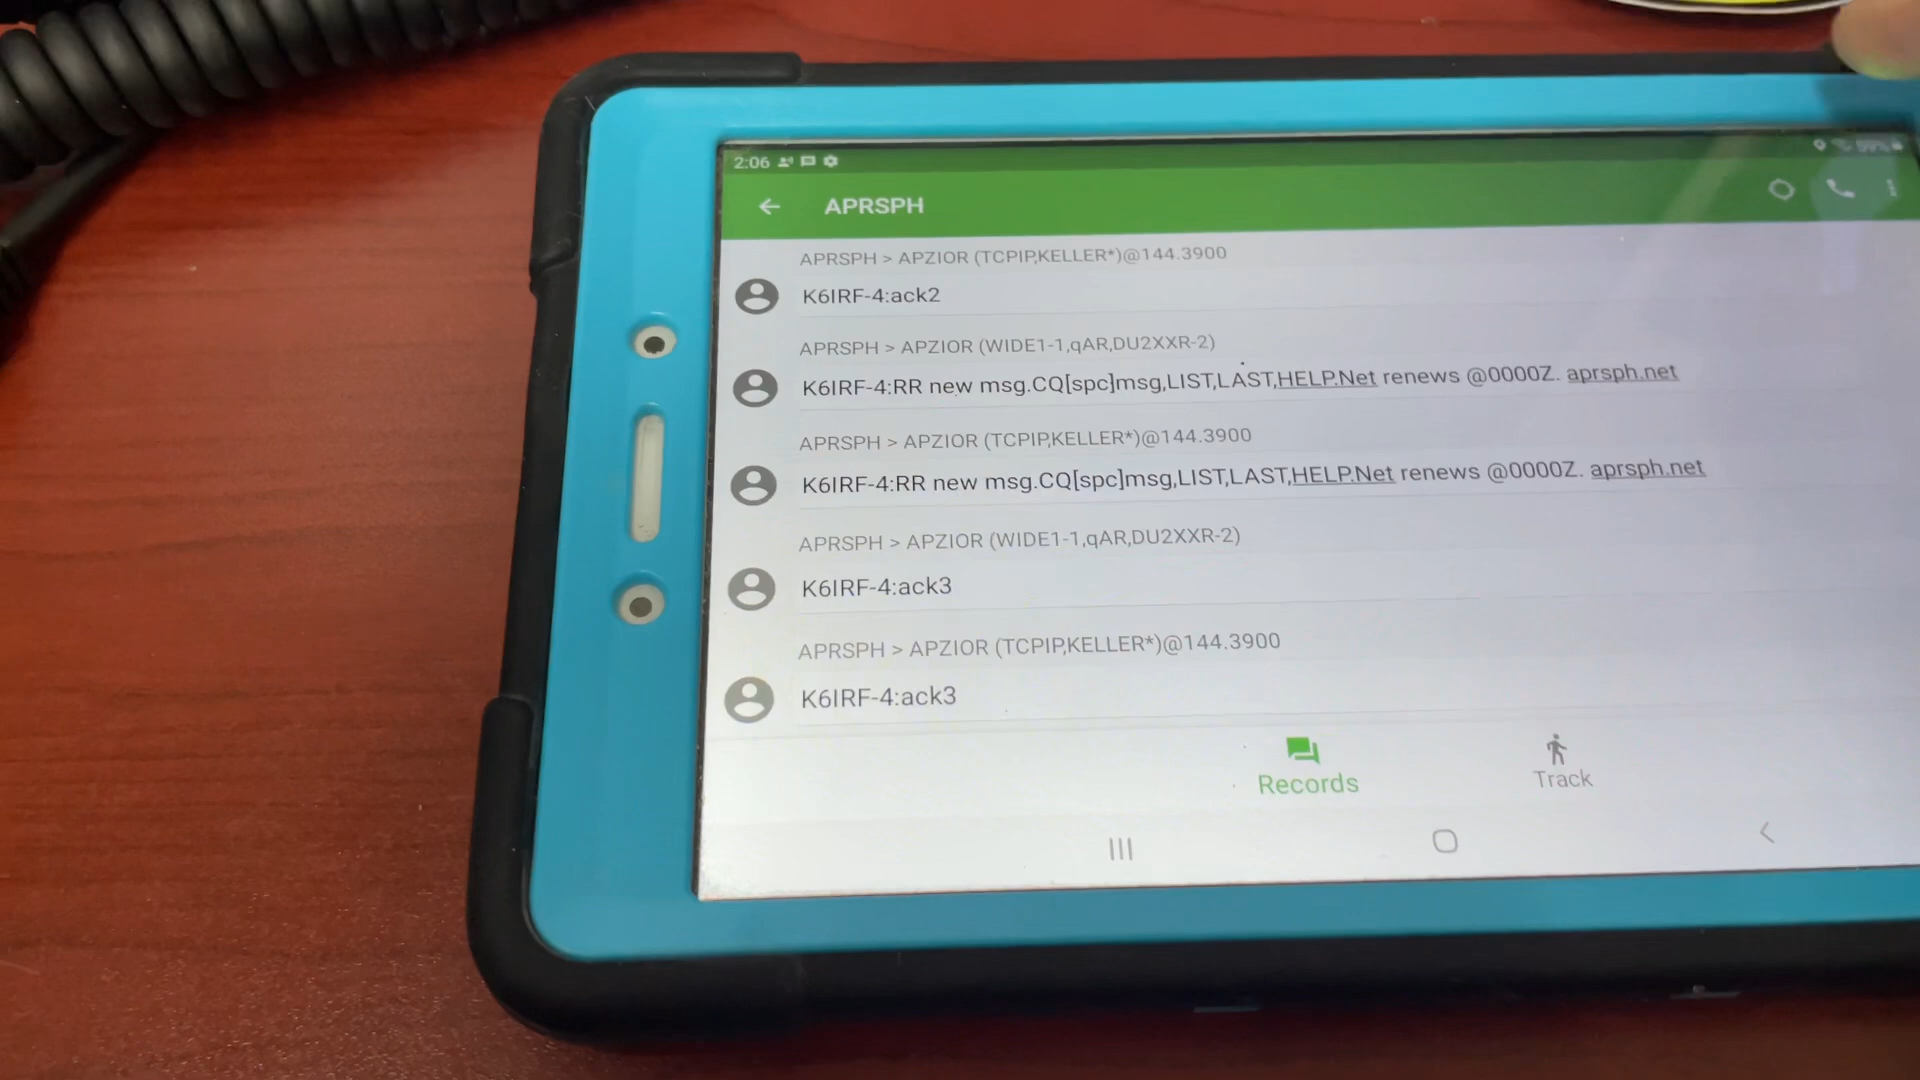 2:06
APRSPH
APRSPH > APZIOR (TCPIP,KELLER*)@144.3900
K6IRF-4:ack2
APRSPH > APZIOR (WIDE1-1,qAR,DU2XXR-2)
K6IRF-4:RR new msg.CQ[spc]msg,LIST,LAST,HELP.Net renews @0000Z. aprsph.net
APRSPH > APZIOR (TCPIP,KELLER*)@144.3900
K6IRF-4:RR new msg.CQ[spc]msg,LIST,LAST,HELP.Net renews @0000Z. aprsph.net
APRSPH > APZIOR (WIDE1-1,qAR,DU2XXR-2)
K6IRF-4:ack3
APRSPH > APZIOR (TCPIP,KELLER*)@144.3900
K6IRF-4:ack3
Records
Track